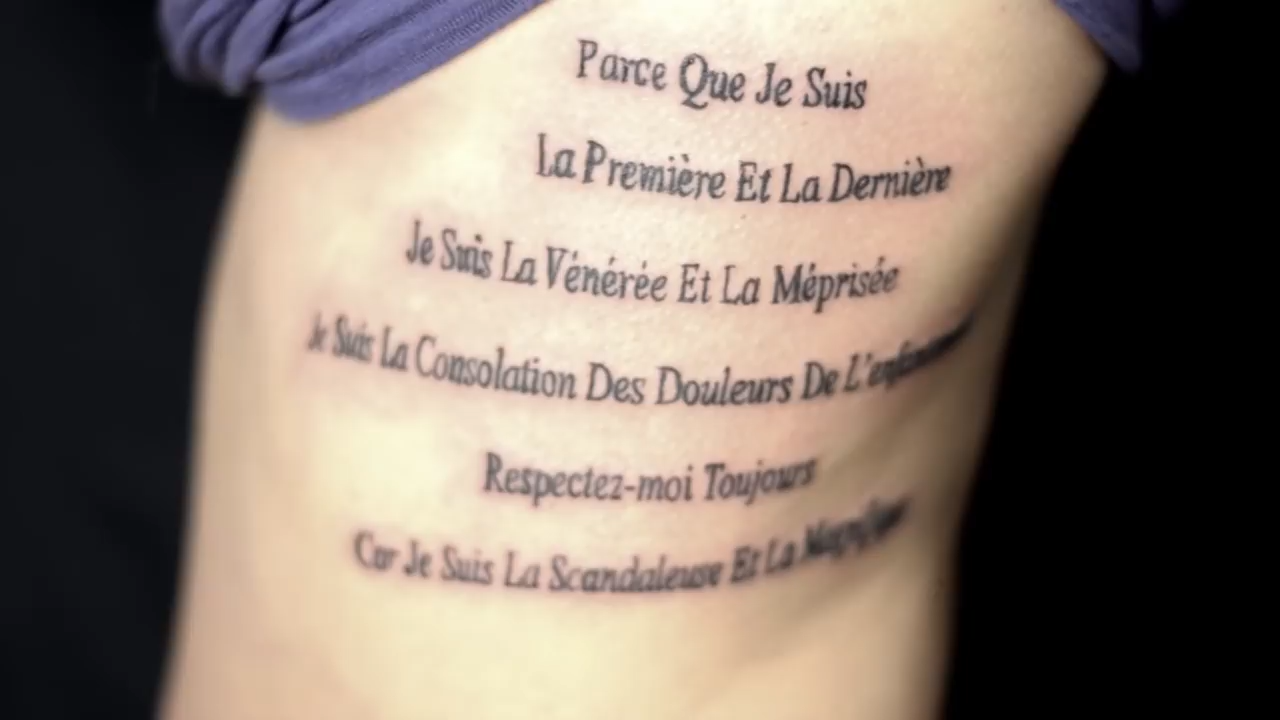 Parce Que Je Suis
La Première Et La Dernière
Je Suis La Vénérée Et La Méprisée
Je Suis La Consolation Des Douleurs De
Respectez-moi Toujours
Car Je Suis La Scandaleuse Et La Magnifique